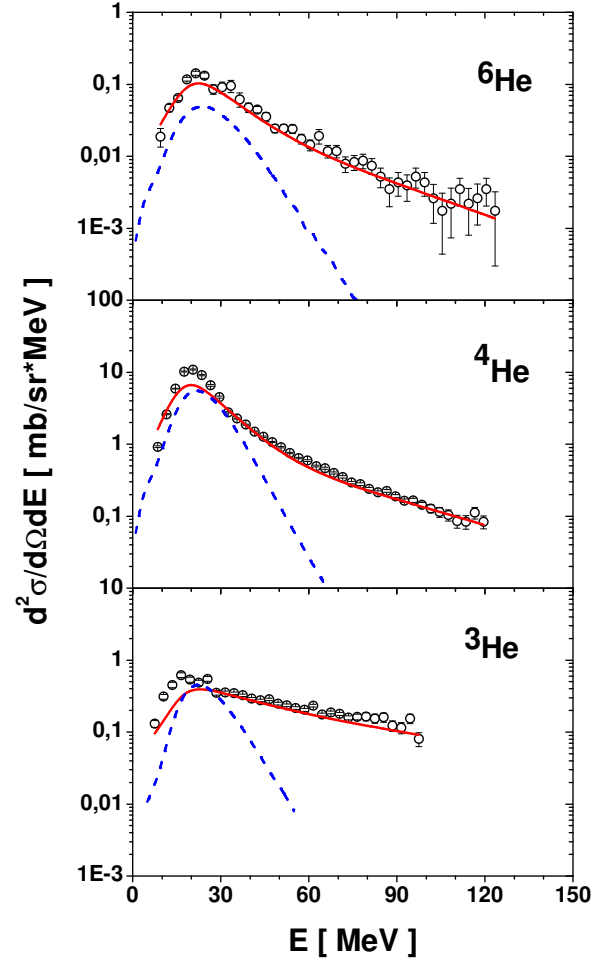 1
0,1
0,01
1E-3
100
⁶He
10
1
0,1
10
⁴He
1
0,1
0,01
1E-3
³He
0 30 60 90 120 150
E [ MeV ]
d²σ/dΩdE [ mb/sr*MeV ]